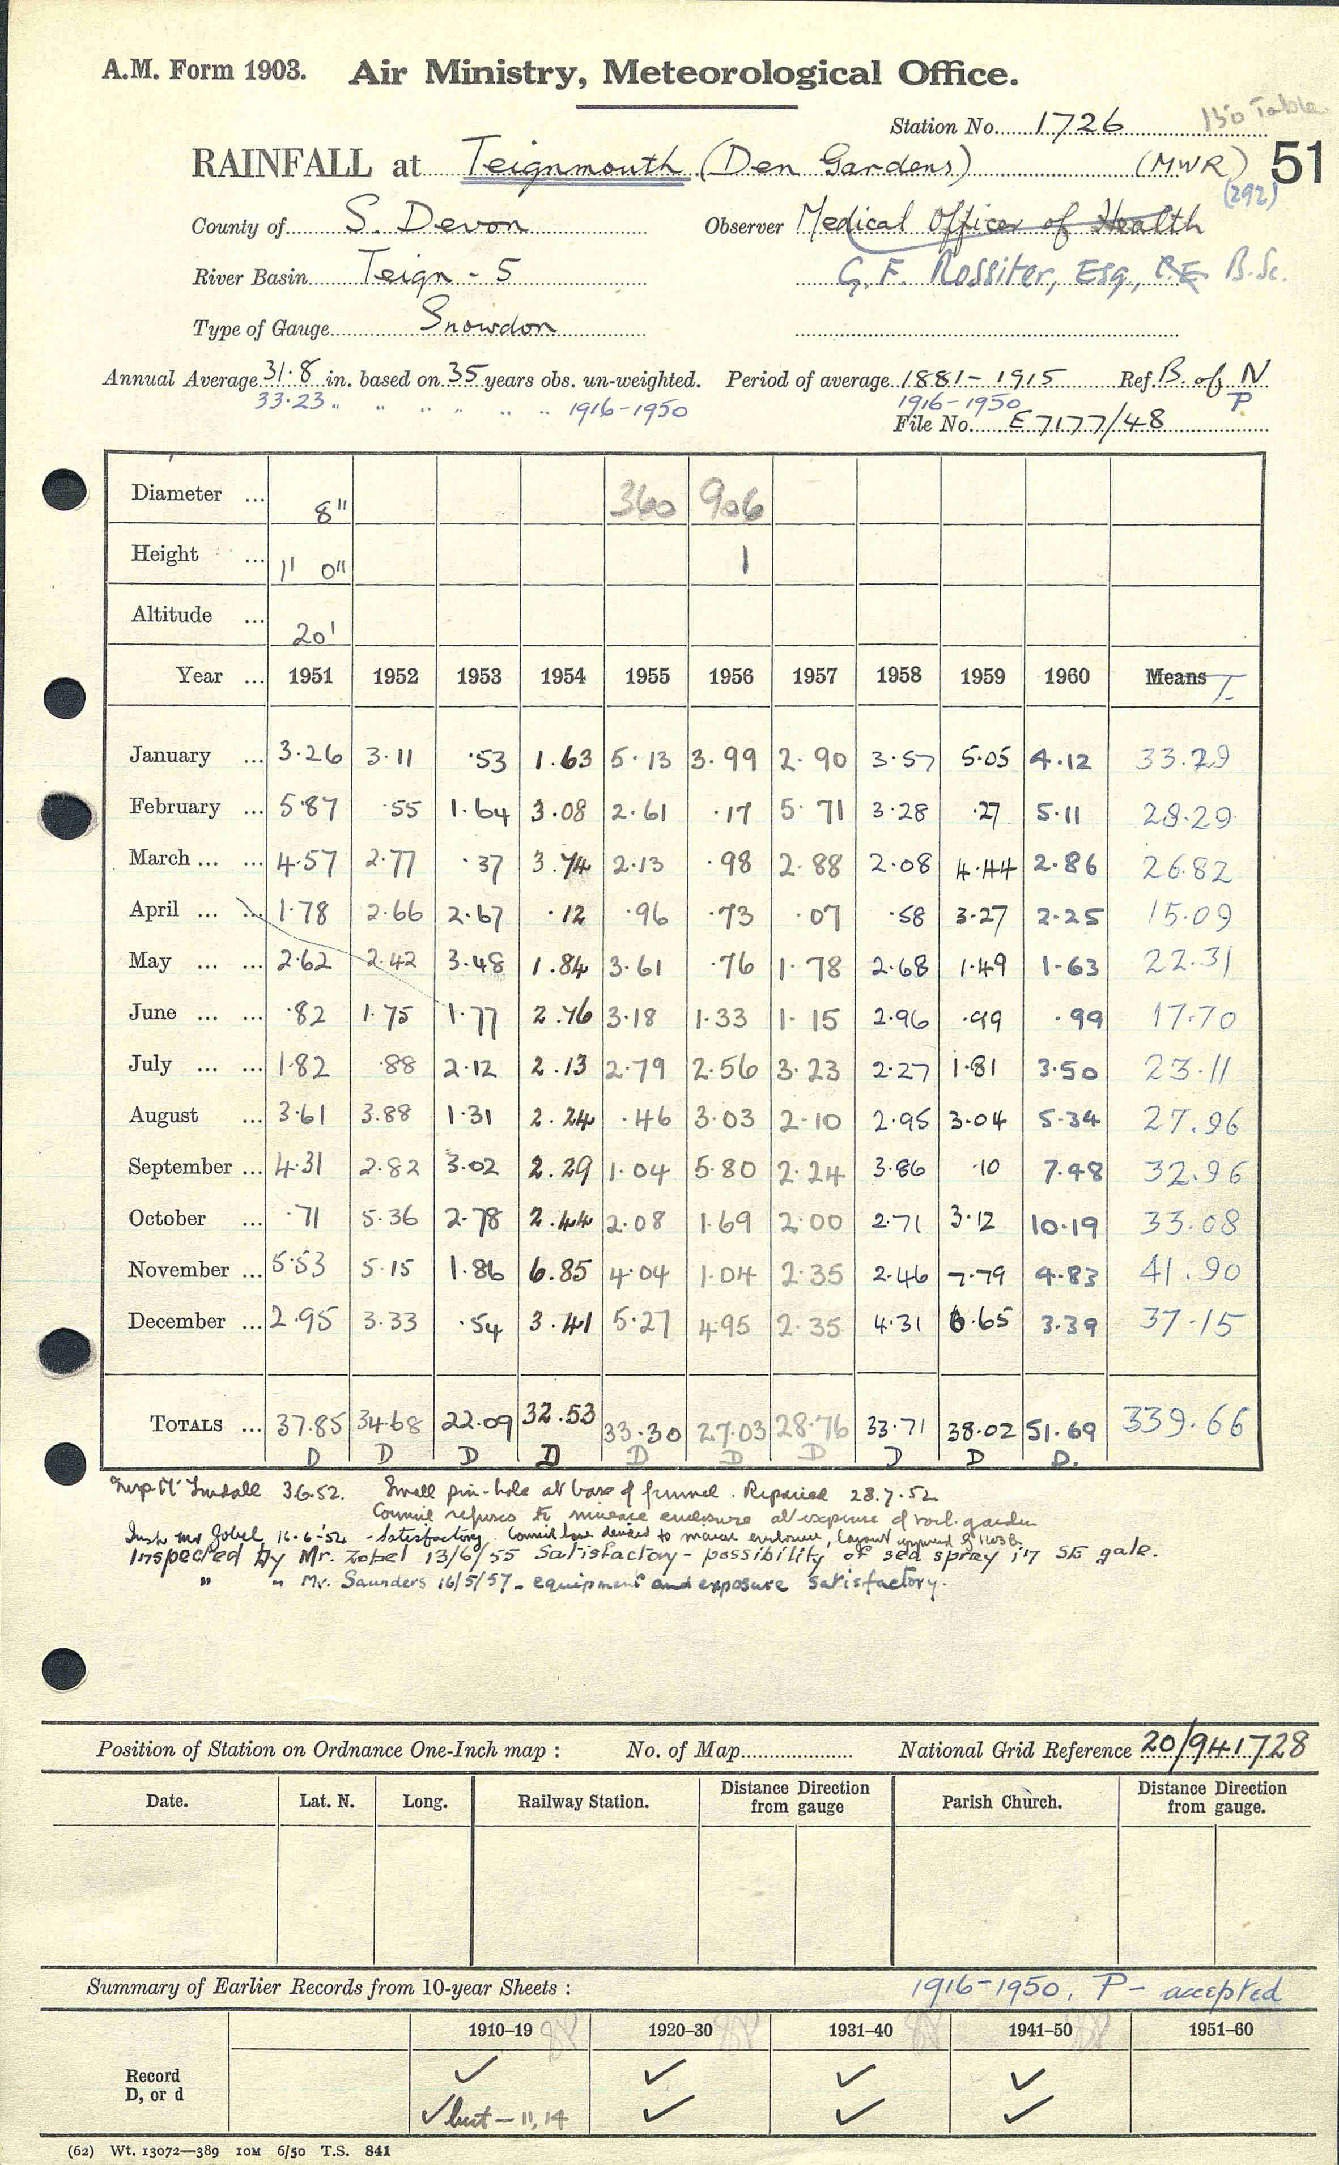 A.M. Form 1903. Air Ministry, Meteorological Office.
150 Table
Station No. 1726
RAINFALL at Teignmouth (Den Gardens) (MWR) 51
(292)
County of S. Devon Observer Medical Officer of Health
River Basin Teign - 5 G. F. Rossiter, Esq., B.Sc.
Type of Gauge Snowdon
Annual Average 31.8 in. based on 35 years obs. un-weighted. Period of average 1881-1915 Ref. B. of N
33.23 " " " " " " 1916-1950 1916-1950 P
File No. E7177/48
Diameter ... 8" 360 906
Height ... 1' 0" 1
Altitude ... 20'
Year ... 1951 1952 1953 1954 1955 1956 1957 1958 1959 1960 Means T.
January ... 3.26 3.11 .53 1.63 5.13 3.99 2.90 3.57 5.05 4.12 33.29
February ... 5.87 .55 1.64 3.08 2.61 .17 5.71 3.28 .27 5.11 28.29
March ... ... 4.57 2.77 .37 3.74 2.13 .98 2.88 2.08 4.44 2.86 26.82
April ... ... 1.78 2.66 2.67 .12 .96 .73 .07 .58 3.27 2.25 15.09
May ... ... 2.62 2.42 3.48 1.84 3.61 .76 1.78 2.68 1.49 1.63 22.31
June ... ... .82 1.75 1.77 2.76 3.18 1.33 1.15 2.96 .99 .99 17.70
July ... ... 1.82 .88 2.12 2.13 2.79 2.56 3.23 2.27 1.81 3.50 23.11
August ... 3.61 3.88 1.31 2.24 .46 3.03 2.10 2.95 3.04 5.34 27.96
September ... 4.31 2.82 3.02 2.29 1.04 5.80 2.24 3.86 .10 7.48 32.96
October ... .71 5.36 2.78 2.44 2.08 1.69 2.00 2.71 3.12 10.19 33.08
November ... 5.53 5.15 1.86 6.85 4.04 1.04 2.35 2.46 7.79 4.83 41.90
December ... 2.95 3.33 .54 3.41 5.27 4.95 2.35 4.31 6.65 3.39 37.15
TOTALS ... 37.85 34.68 22.09 32.53 33.30 27.03 28.76 33.71 38.02 51.69 339.66
D D D D D D D D D D.
3.6.52. Small pin-hole at base of funnel. Repaired 28.7.52
Council refuses to increase enclosure at expense of rock garden
Insp. Mr Zobel 16.6.54 - Satisfactory. Council have decided to move enclosure, layout approved by
Inspected by Mr. Zobel 13/6/55 Satisfactory - possibility of sea spray in SE gale.
" " Mr. Saunders 16/5/57 - equipment and exposure satisfactory.
Position of Station on Ordnance One-Inch map : No. of Map National Grid Reference 20/941728
Date. Lat. N. Long. Railway Station. Distance Direction from gauge Parish Church. Distance Direction from gauge.
Summary of Earlier Records from 10-year Sheets : 1916-1950. P - accepted
1910-19 1920-30 1931-40 1941-50 1951-60
Record ✓ ✓ ✓ ✓
D, or d ✓ but - 11, 14 ✓ ✓ ✓
(62) Wt. 13072—389 10M 6/50 T.S. 841